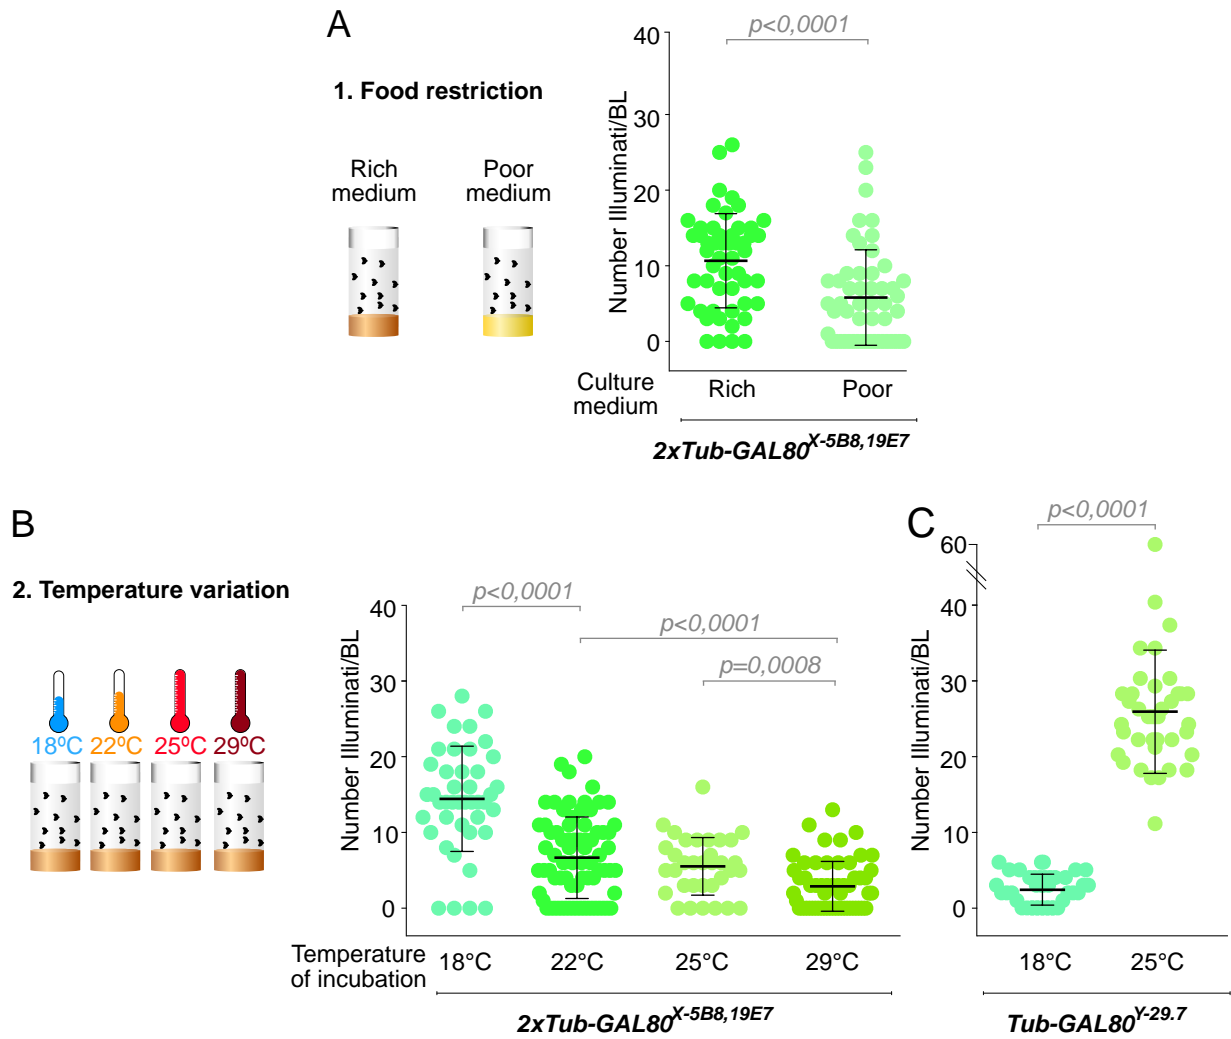 A
p<0,0001
1. Food restriction
Rich
medium
Poor
medium
Number Illuminati/BL
40
30
20
10
0
Culture
medium
Rich
Poor
2xTub-GAL80X-5B8,19E7
B
2. Temperature variation
18ºC
22ºC
25ºC
29ºC
p<0,0001
p<0,0001
p=0,0008
Number Illuminati/BL
40
30
20
10
0
Temperature
of incubation
18°C
22°C
25°C
29°C
2xTub-GAL80X-5B8,19E7
C
p<0,0001
Number Illuminati/BL
60
40
30
20
10
0
18°C
25°C
Tub-GAL80Y-29.7